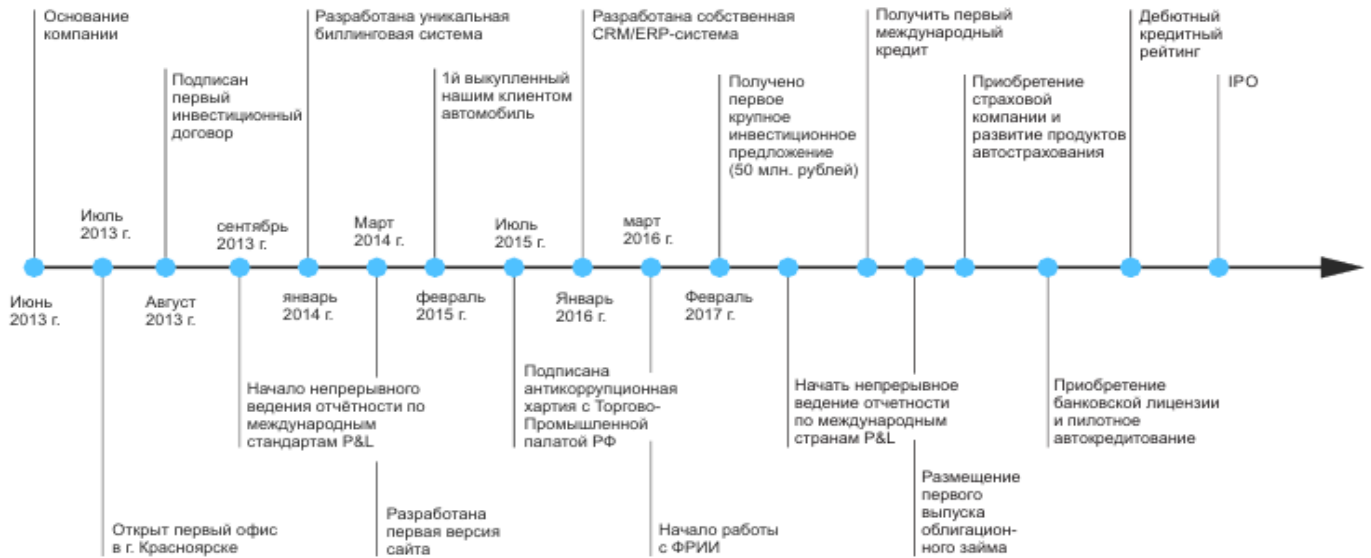 Основание
компании
Разработана уникальная
биллинговая система
Разработана собственная
CRM/ERP-система
Получить первый
международный
кредит
Дебютный
кредитный
рейтинг
Подписан
первый
инвестиционный
договор
1й выкупленный
нашим клиентом
автомобиль
Получено
первое
крупное
инвестиционное
предложение
(50 млн. рублей)
Приобретение
страховой
компании и
развитие продуктов
автострахования
IPO
Июль
2013 г.
сентябрь
2013 г.
Март
2014 г.
Июль
2015 г.
март
2016 г.
Июнь
2013 г.
Август
2013 г.
январь
2014 г.
февраль
2015 г.
Январь
2016 г.
Февраль
2017 г.
Начало непрерывного
ведения отчётности по
международным
стандартам P&L
Подписана
антикоррупционная
хартия с Торгово-
Промышленной
палатой РФ
Начать непрерывное
ведение отчетности
по международным
странам P&L
Приобретение
банковской лицензии
и пилотное
автокредитование
Открыт первый офис
в г. Красноярске
Разработана
первая версия
сайта
Начало работы
с ФРИИ
Размещение
первого
выпуска
облигацион-
ного займа